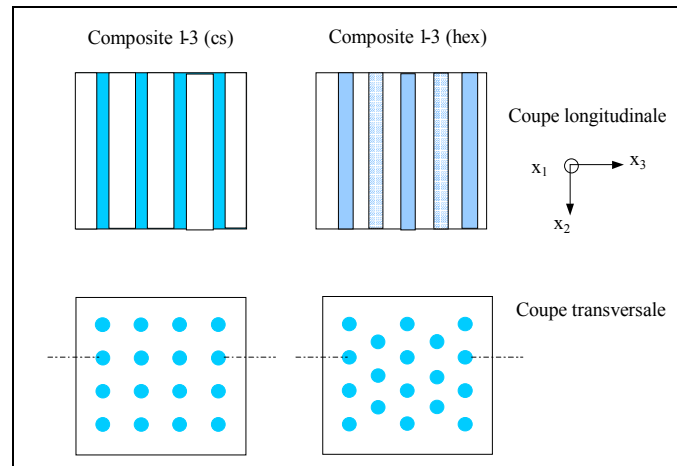 Composite 1-3 (cs)
Composite 1-3 (hex)
Coupe longitudinale
x1
x3
x2
Coupe transversale